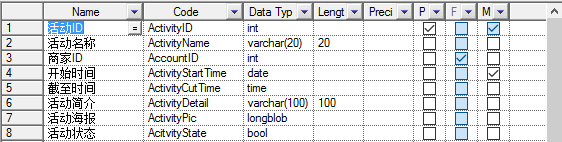 Name Code Data Typ Lengt Preci P F M
1 活动ID = ActivityID int
2 活动名称 ActivityName varchar(20) 20
3 商家ID AccountID int
4 开始时间 ActivityStartTime date
5 截至时间 ActivityCutTime time
6 活动简介 ActivityDetail varchar(100) 100
7 活动海报 ActivityPic longblob
8 活动状态 AcitvityState bool